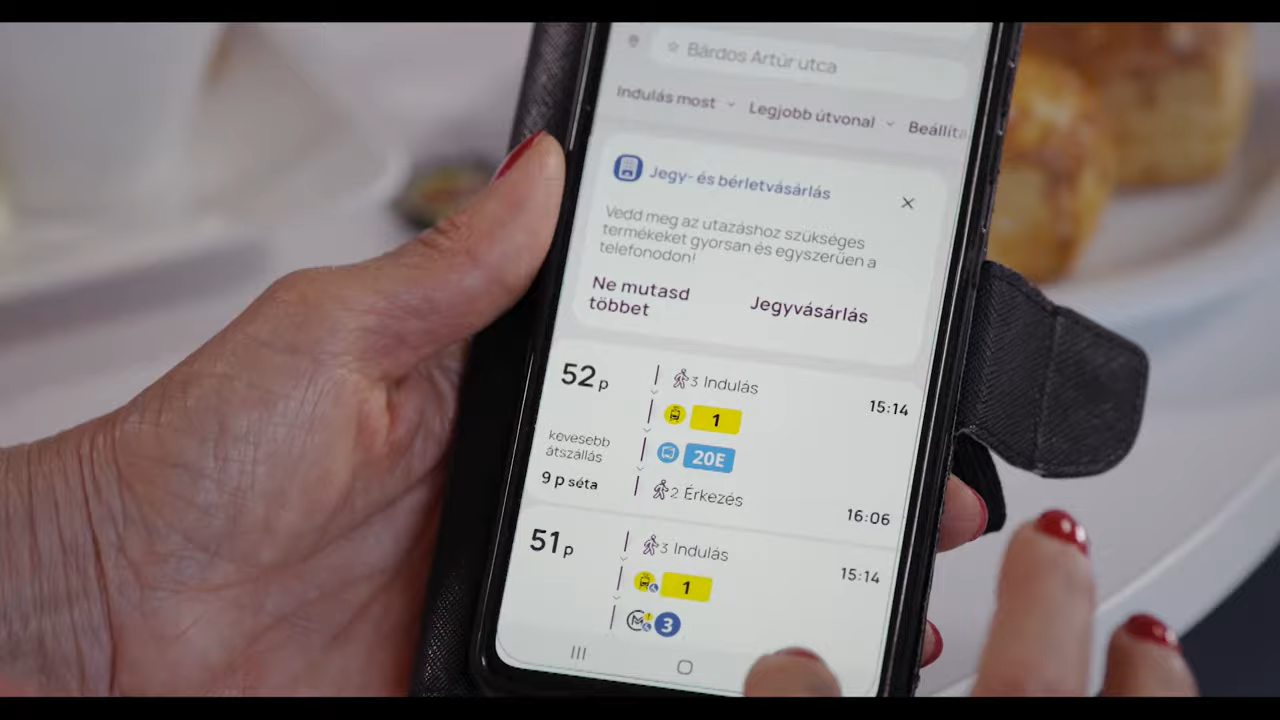 Bárdos Artúr utca
Indulás most Legjobb útvonal Beállítá
Jegy- és bérletvásárlás
Vedd meg az utazáshoz szükséges
termékeket gyorsan és egyszerűen a
telefonodon!
Ne mutasd
többet
Jegyvásárlás
52 p
3 Indulás 15:14
1
kevesebb
átszállás
20E
9 p séta
2 Érkezés 16:06
51 p
3 Indulás 15:14
1
M 3